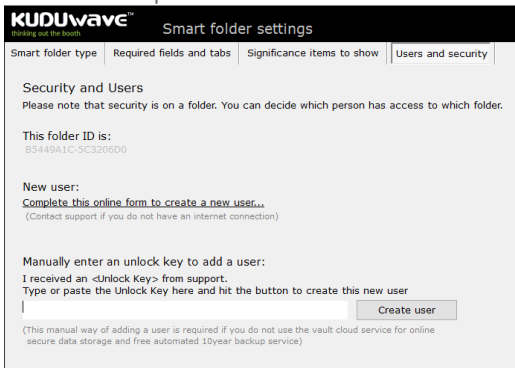 KUDUwave™
thinking out the booth
Smart folder settings
Smart folder type Required fields and tabs Significance items to show Users and security
Security and Users
Please note that security is on a folder. You can decide which person has access to which folder.
This folder ID is:
B5449A1C-5C3206D0
New user:
Complete this online form to create a new user...
(Contact support if you do not have an internet connection)
Manually enter an unlock key to add a user:
I received an <Unlock Key> from support.
Type or paste the Unlock Key here and hit the button to create this new user
Create user
(This manual way of adding a user is required if you do not use the vault cloud service for online
secure data storage and free automated 10year backup service)